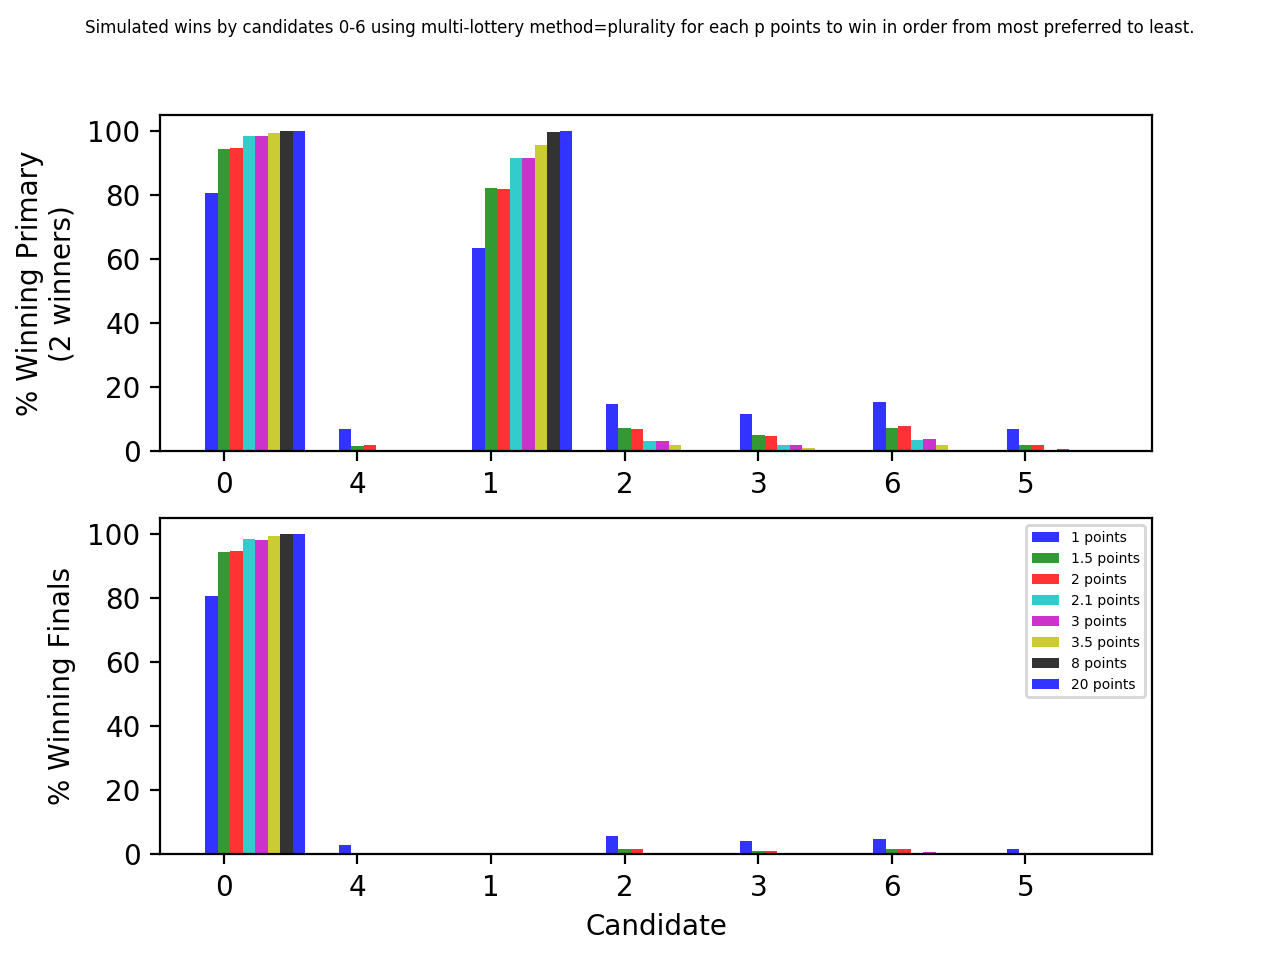 Simulated wins by candidates 0-6 using multi-lottery method=plurality for each p points to win in order from most preferred to least.
% Winning Primary
(2 winners)
100
80
60
40
20
0
0 4 1 2 3 6 5
% Winning Finals
100
80
60
40
20
0
1 points
1.5 points
2 points
2.1 points
3 points
3.5 points
8 points
20 points
0 4 1 2 3 6 5
Candidate